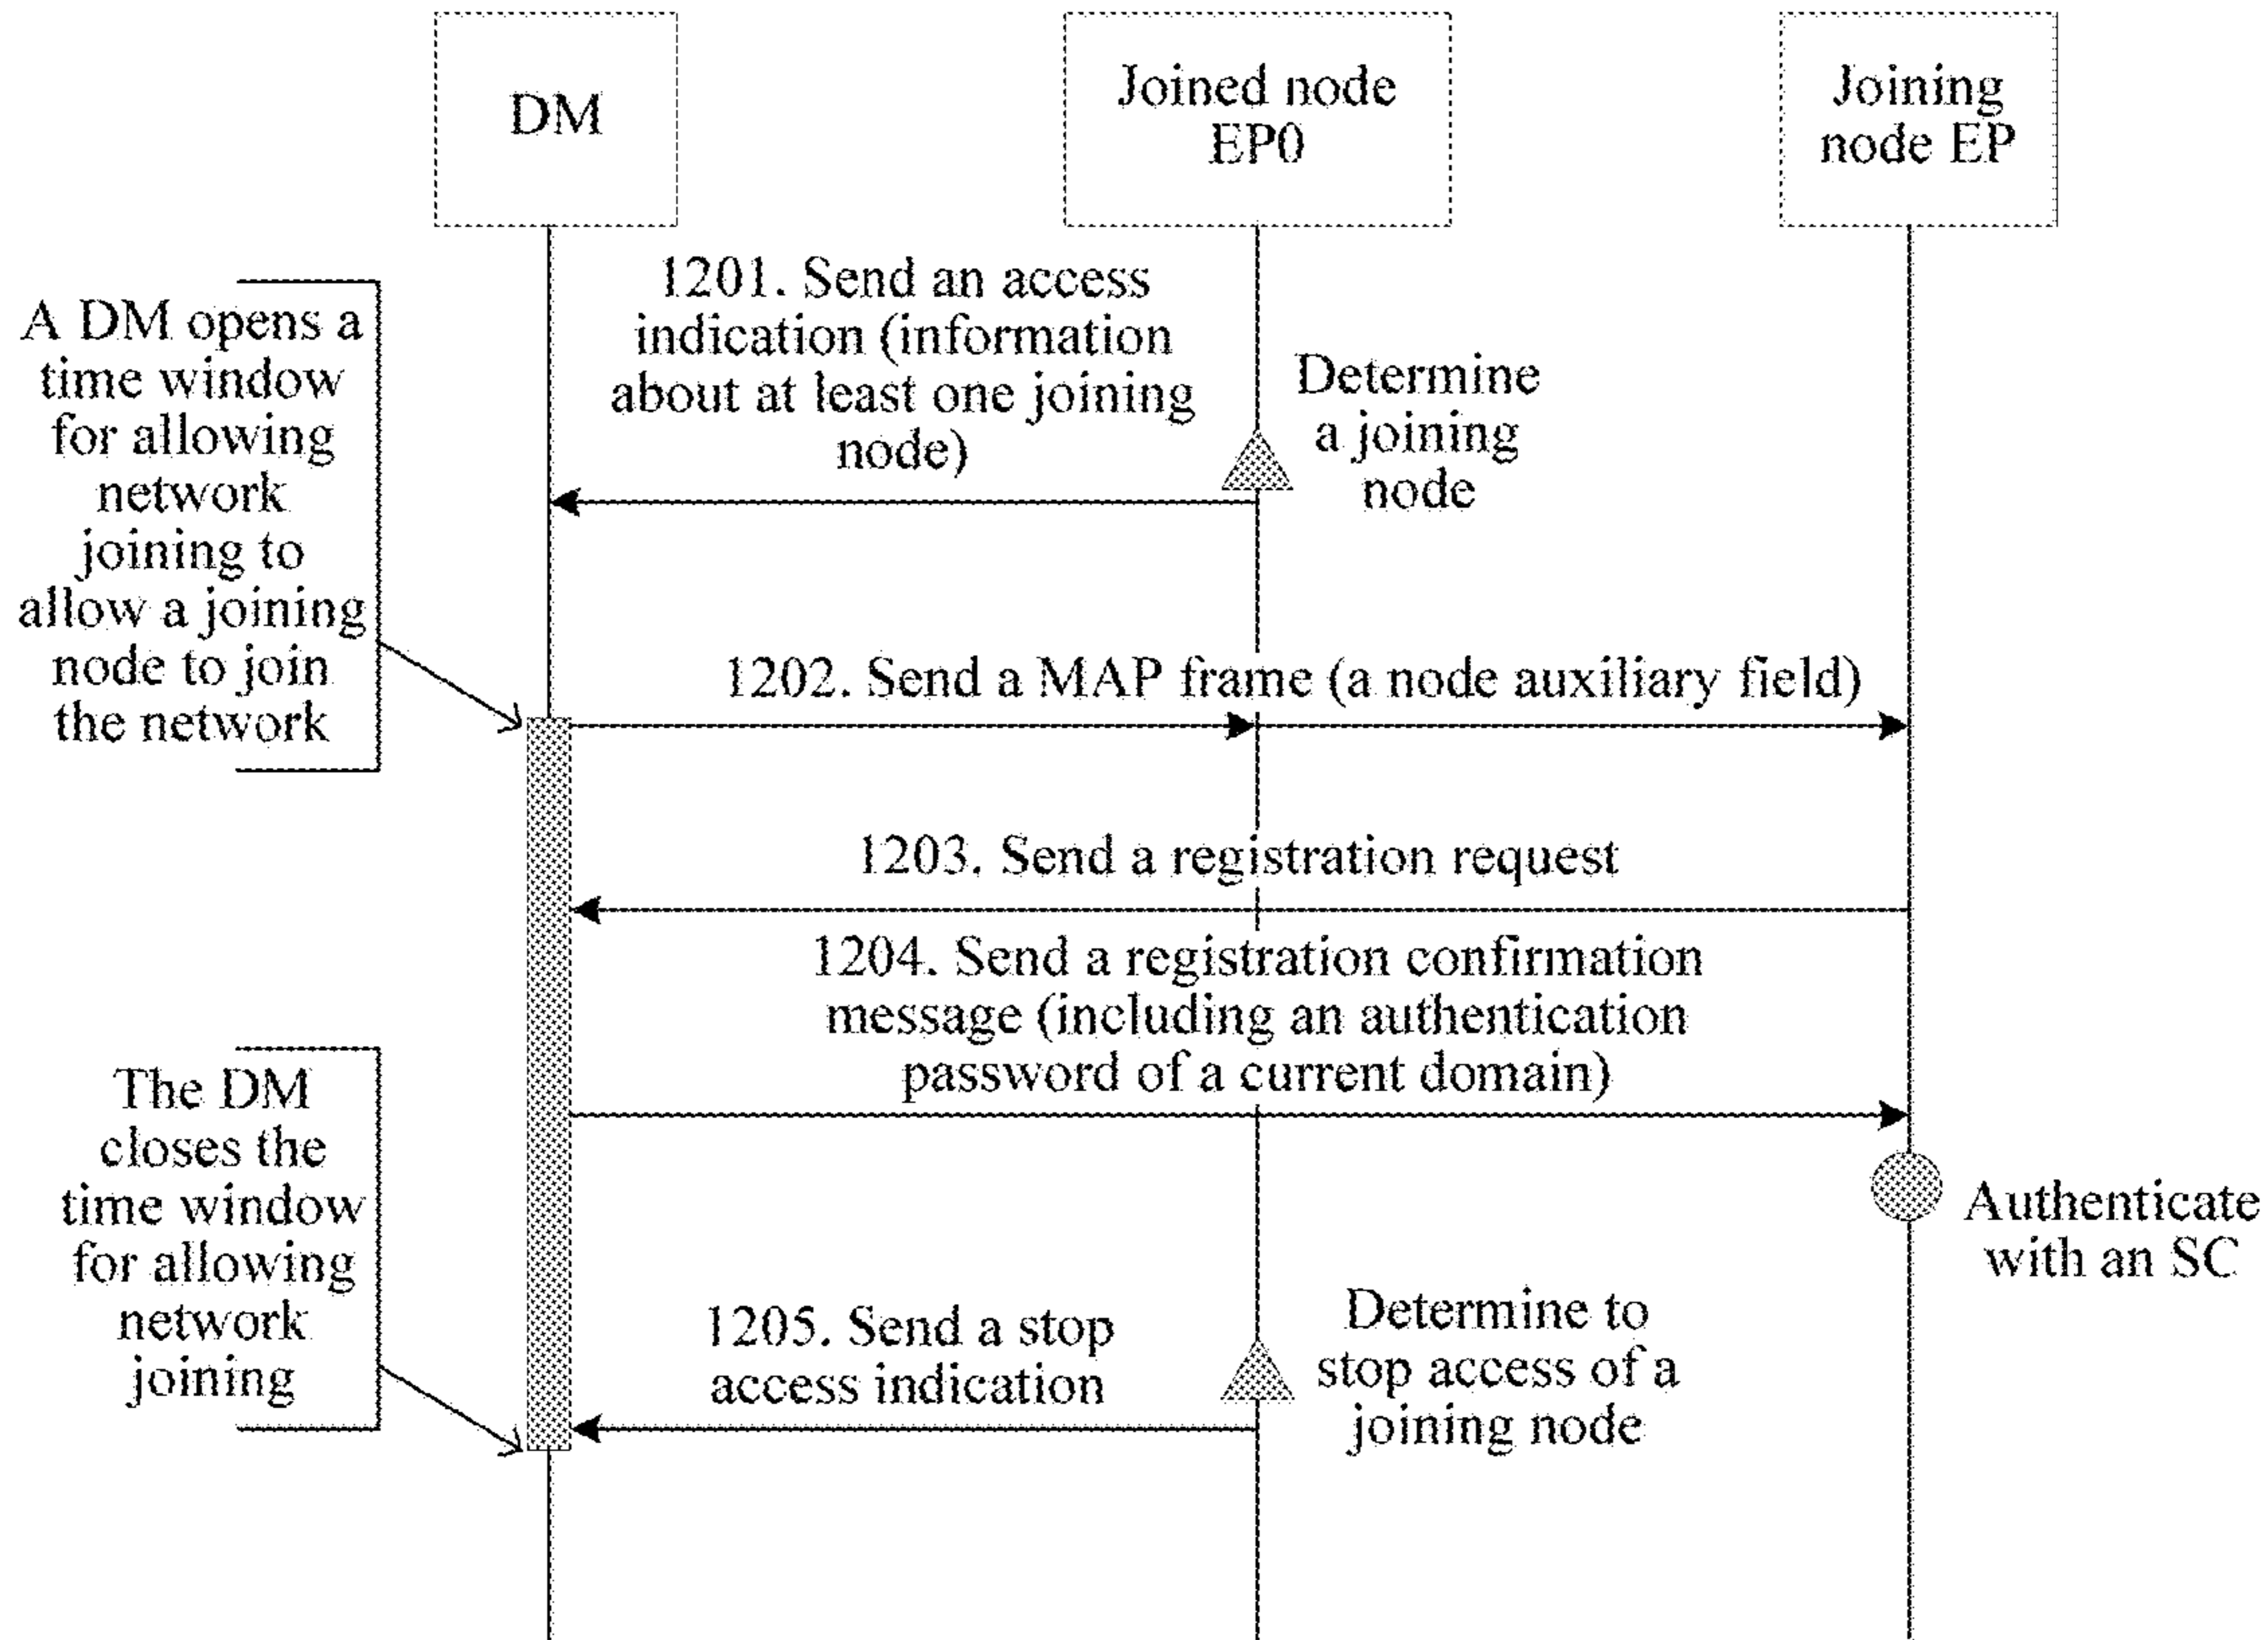 DM
Joined node
EP0
Joining
node EP
1201. Send an access
indication (information
about at least one joining
node)
Determine
a joining
node
A DM opens a
time window
for allowing
network
joining to
allow a joining
node to join
the network
1202. Send a MAP frame (a node auxiliary field)
1203. Send a registration request
1204. Send a registration confirmation
message (including an authentication
password of a current domain)
Authenticate
with an SC
The DM
closes the
time window
for allowing
network
joining
1205. Send a stop
access indication
Determine to
stop access of a
joining node